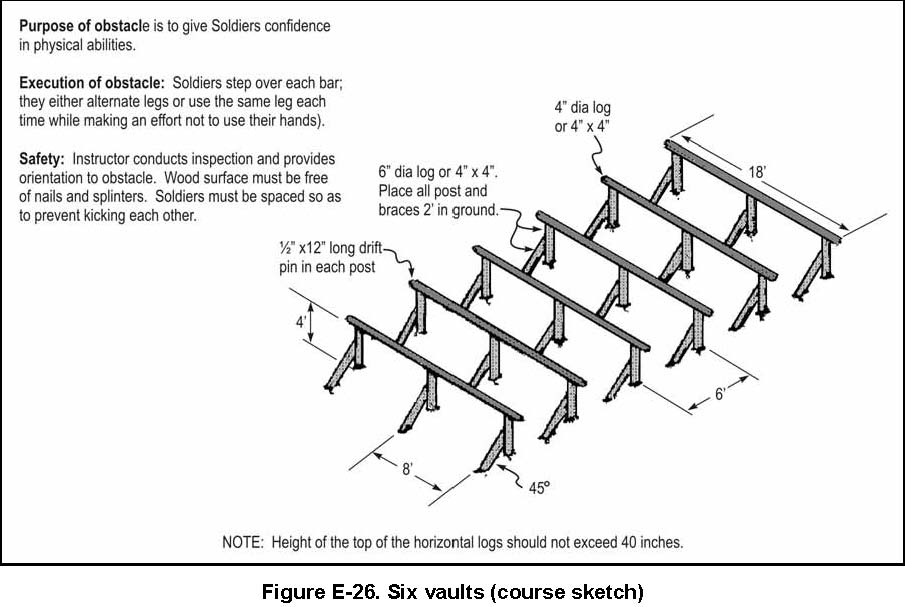 Purpose of obstacle is to give Soldiers confidence
in physical abilities.
Execution of obstacle: Soldiers step over each bar;
they either alternate legs or use the same leg each
time while making an effort not to use their hands).
Safety: Instructor conducts inspection and provides
orientation to obstacle. Wood surface must be free
of nails and splinters. Soldiers must be spaced so as
to prevent kicking each other.
4” dia log
or 4” x 4”
18’
6” dia log or 4” x 4”.
Place all post and
braces 2’ in ground.
½” x12” long drift
pin in each post
4’
6’
8’
45º
NOTE: Height of the top of the horizontal logs should not exceed 40 inches.
Figure E-26. Six vaults (course sketch)